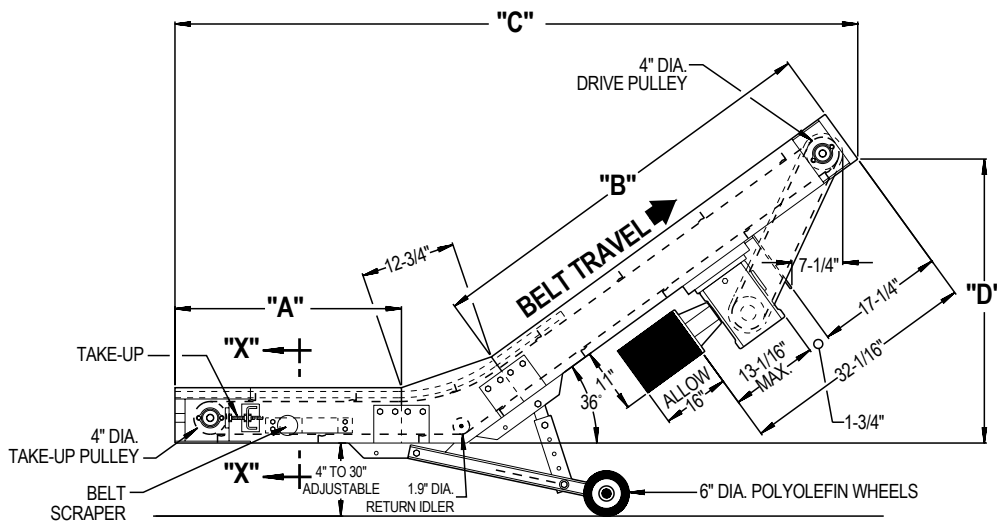 "C"
4" DIA.
DRIVE PULLEY
"B"
BELT TRAVEL
12-3/4"
7-1/4"
"A"
17-1/4"
"D"
"X"
TAKE-UP
13-1/16"
MAX.
32-1/16"
11"
ALLOW
16"
36°
1-3/4"
4" DIA.
TAKE-UP PULLEY
"X"
4" TO 30"
ADJUSTABLE
1.9" DIA.
RETURN IDLER
BELT
SCRAPER
6" DIA. POLYOLEFIN WHEELS